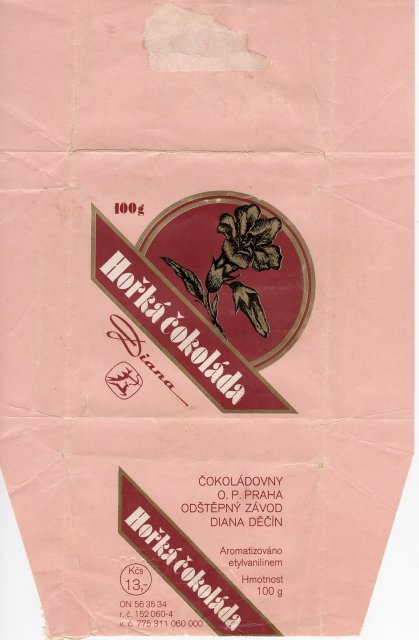 100g
Hořká čokoláda
Diana
ČOKOLÁDOVNY
O. P. PRAHA
ODŠTĚPNÝ ZÁVOD
DIANA DĚČÍN
Hořká čokoláda
Aromatizováno
etylvanilinem
Hmotnost
100 g
Kčs
13,-
ON 56 35 34
r. č. 152 060-4
v. č. 775 311 060 000